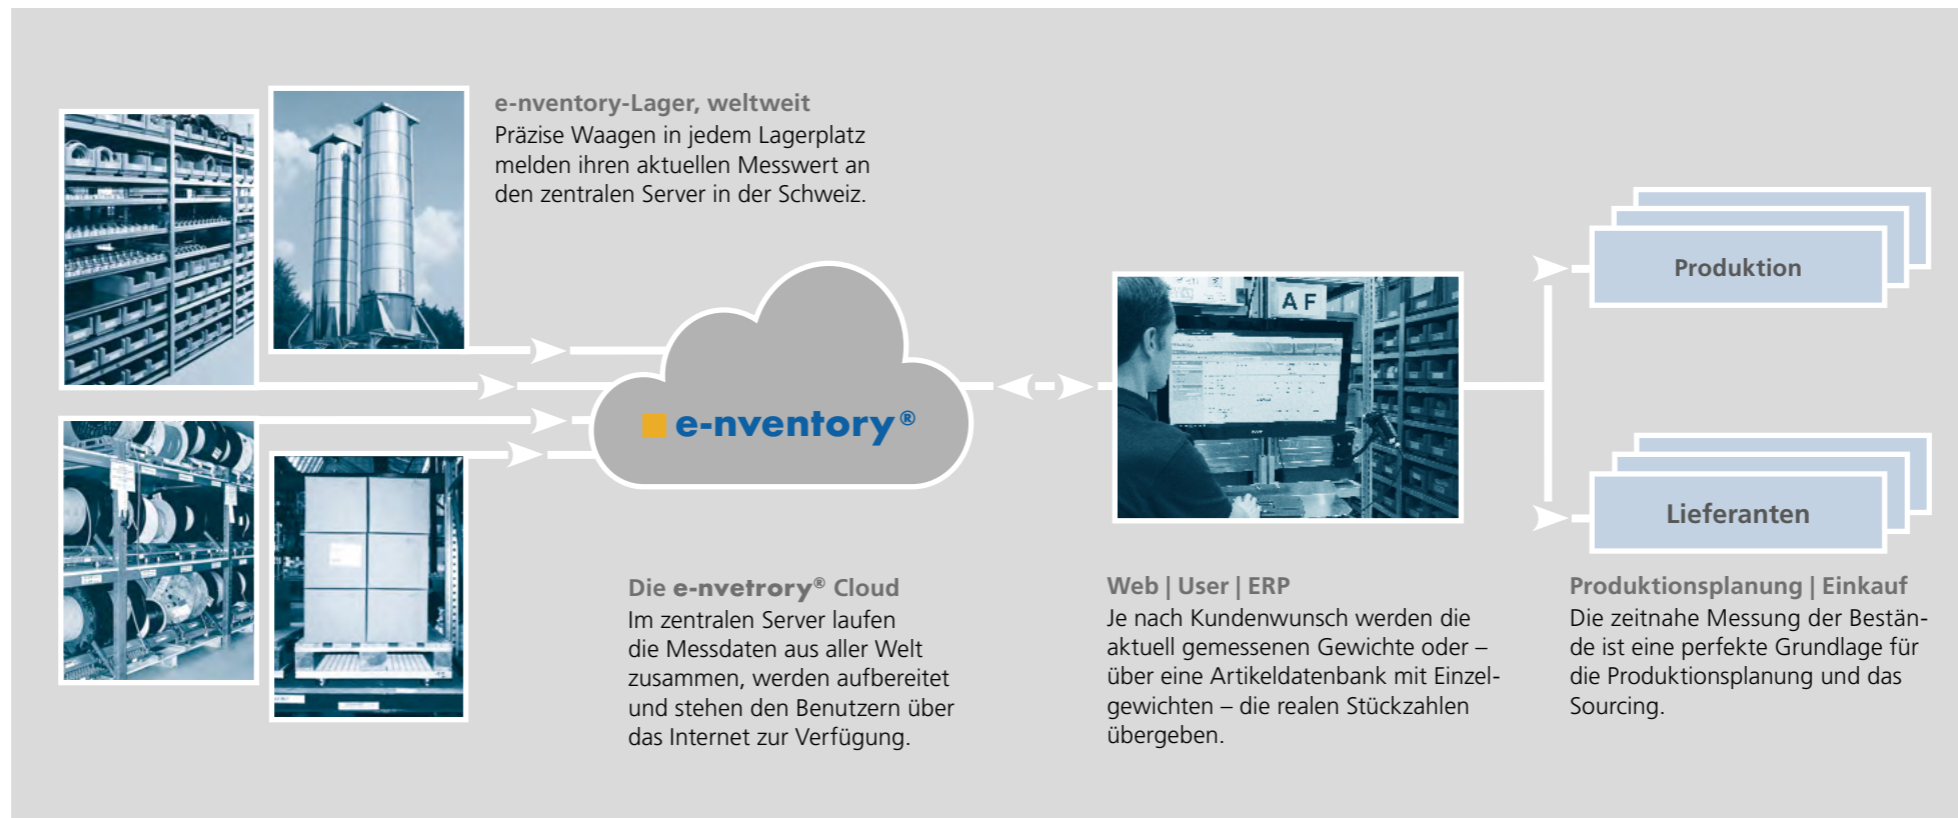 e-nventory-Lager, weltweit
Präzise Waagen in jedem Lagerplatz
melden ihren aktuellen Messwert an
den zentralen Server in der Schweiz.
e-nventory®
AF
Produktion
Lieferanten
Die e-nvetrory® Cloud
Im zentralen Server laufen
die Messdaten aus aller Welt
zusammen, werden aufbereitet
und stehen den Benutzern über
das Internet zur Verfügung.
Web | User | ERP
Je nach Kundenwunsch werden die
aktuell gemessenen Gewichte oder –
über eine Artikeldatenbank mit Einzel-
gewichten – die realen Stückzahlen
übergeben.
Produktionsplanung | Einkauf
Die zeitnahe Messung der Bestän-
de ist eine perfekte Grundlage für
die Produktionsplanung und das
Sourcing.